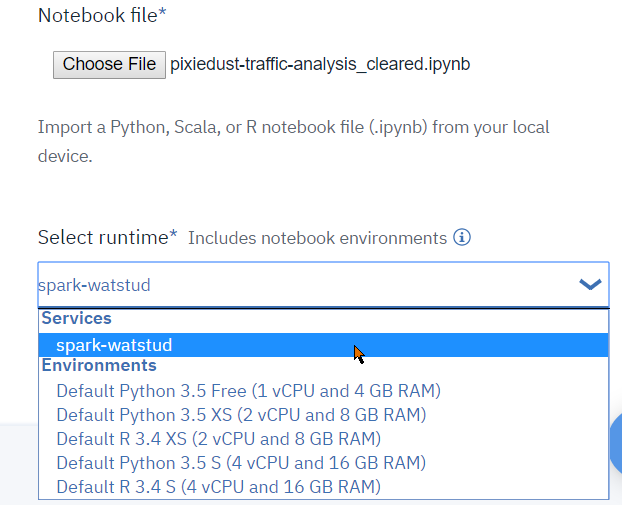 Notebook file*
Choose File pixiedust-traffic-analysis_cleared.ipynb
Import a Python, Scala, or R notebook file (.ipynb) from your local
device.
Select runtime* Includes notebook environments
spark-watstud
Services
spark-watstud
Environments
Default Python 3.5 Free (1 vCPU and 4 GB RAM)
Default Python 3.5 XS (2 vCPU and 8 GB RAM)
Default R 3.4 XS (2 vCPU and 8 GB RAM)
Default Python 3.5 S (4 vCPU and 16 GB RAM)
Default R 3.4 S (4 vCPU and 16 GB RAM)